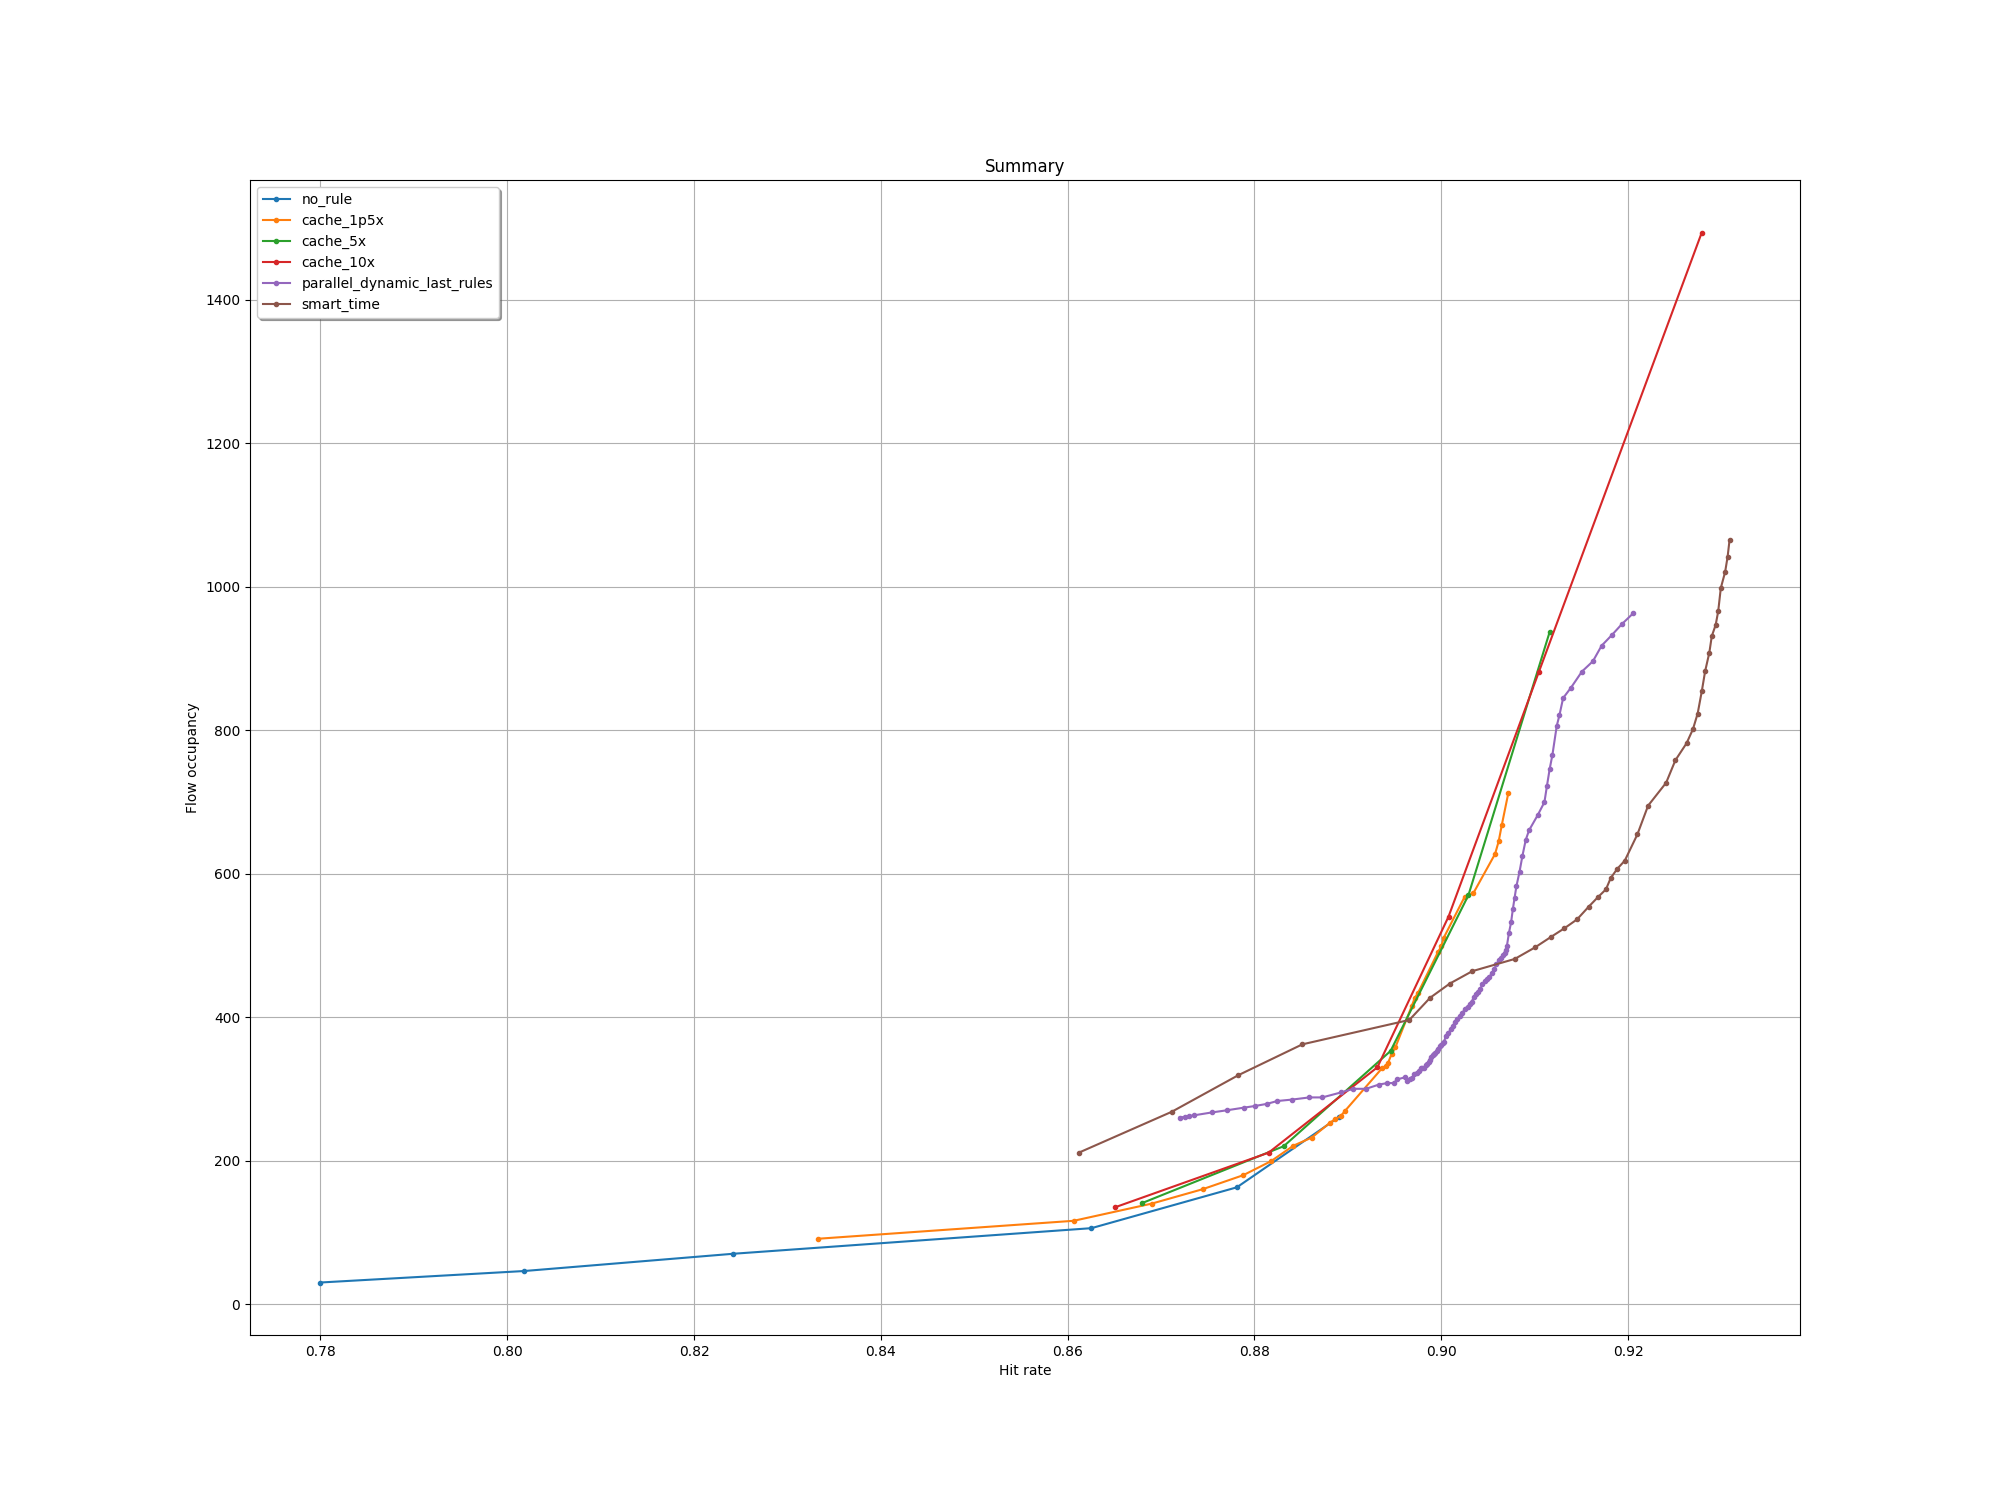 Summary
no_rule
cache_1p5x
cache_5x
cache_10x
parallel_dynamic_last_rules
smart_time
1400
1200
1000
800
600
400
200
0
Flow occupancy
0.78 0.80 0.82 0.84 0.86 0.88 0.90 0.92
Hit rate